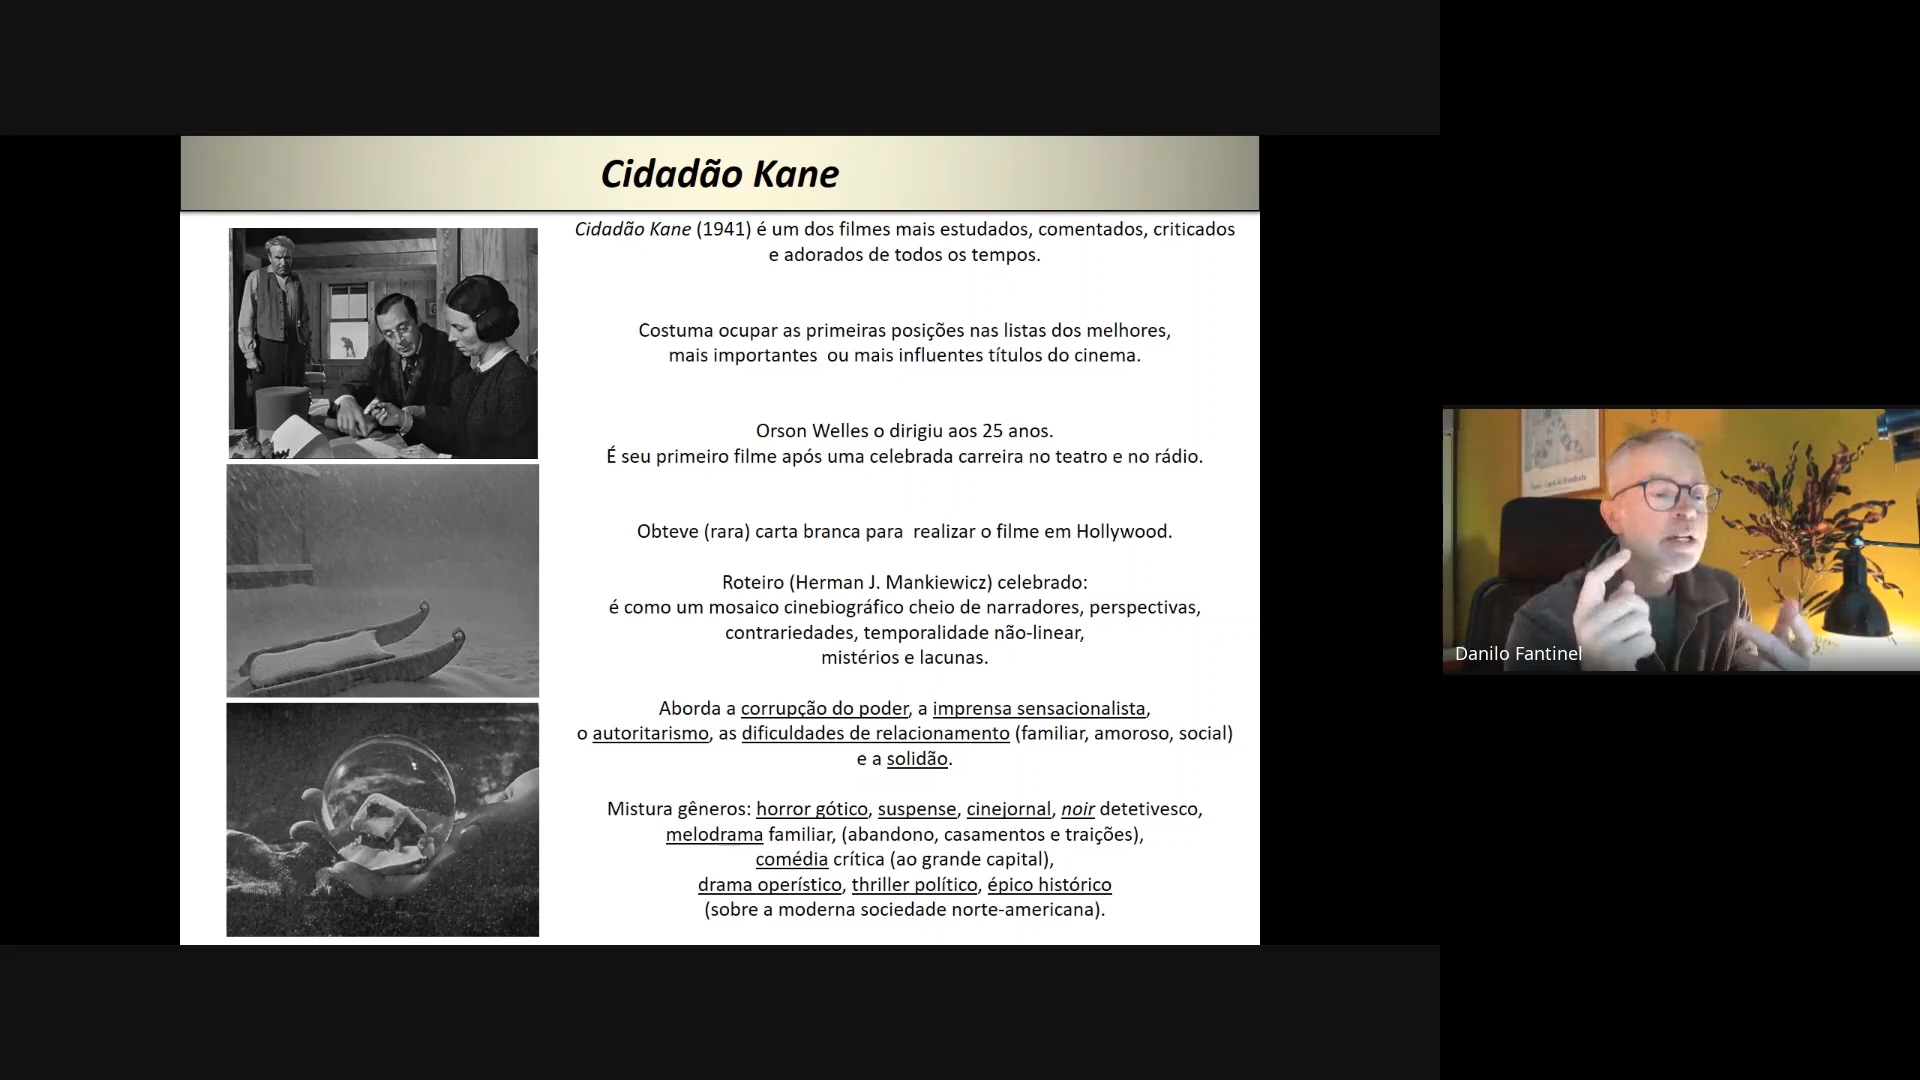 Cidadão Kane
Cidadão Kane (1941) é um dos filmes mais estudados, comentados, criticados
e adorados de todos os tempos.
Costuma ocupar as primeiras posições nas listas dos melhores,
mais importantes ou mais influentes títulos do cinema.
Orson Welles o dirigiu aos 25 anos.
É seu primeiro filme após uma celebrada carreira no teatro e no rádio.
Obteve (rara) carta branca para realizar o filme em Hollywood.
Roteiro (Herman J. Mankiewicz) celebrado:
é como um mosaico cinebiográfico cheio de narradores, perspectivas,
contrariedades, temporalidade não-linear,
mistérios e lacunas.
Aborda a corrupção do poder, a imprensa sensacionalista,
o autoritarismo, as dificuldades de relacionamento (familiar, amoroso, social)
e a solidão.
Mistura gêneros: horror gótico, suspense, cinejornal, noir detetivesco,
melodrama familiar, (abandono, casamentos e traições),
comédia crítica (ao grande capital),
drama operístico, thriller político, épico histórico
(sobre a moderna sociedade norte-americana).
Danilo Fantinel